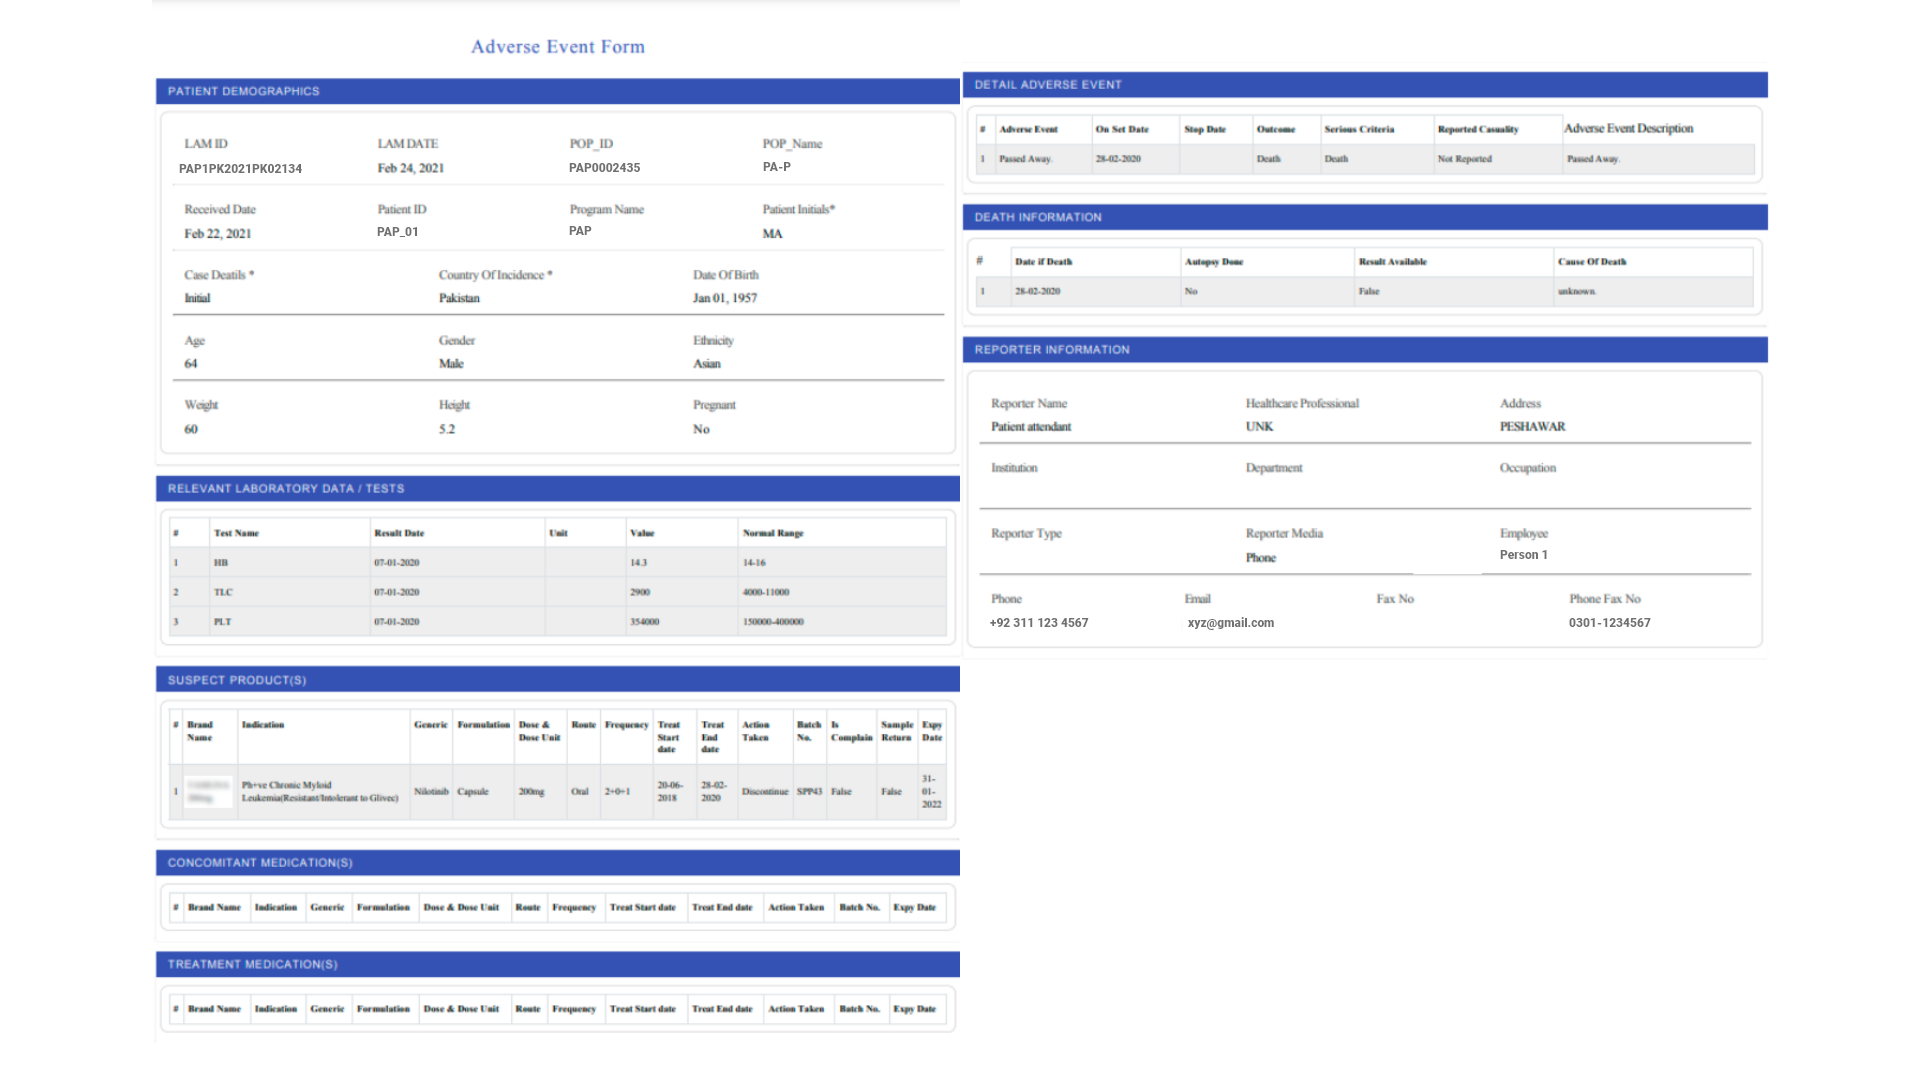 Adverse Event Form
PATIENT DEMOGRAPHICS
LAM ID LAM DATE POP_ID POP_Name
PAP1PK2021PK02134 Feb 24, 2021 PAP0002435 PA-P
Received Date Patient ID Program Name Patient Initials*
Feb 22, 2021 PAP_01 PAP MA
Case Deatils * Country Of Incidence * Date Of Birth
Initial Pakistan Jan 01, 1957
Age Gender Ethnicity
64 Male Asian
Weight Height Pregnant
60 5.2 No
RELEVANT LABORATORY DATA / TESTS
# Test Name Result Date Unit Value Normal Range
1 HB 07-01-2020 14.3 14-16
2 TLC 07-01-2020 2900 4000-11000
3 PLT 07-01-2020 354000 150000-400000
SUSPECT PRODUCT(S)
# Brand Name Indication Generic Formulation Dose & Dose Unit Route Frequency Treat Start date Treat End date Action Taken Batch No. Is Complain Sample Return Expy Date
1 Ph+ve Chronic Myloid Leukemia(Resistant/Intolerant to Glivec) Nilotinib Capsule 200mg Oral 2+0+1 20-06-2018 28-02-2020 Discontinue SPP43 False False 31-01-2022
CONCOMITANT MEDICATION(S)
# Brand Name Indication Generic Formulation Dose & Dose Unit Route Frequency Treat Start date Treat End date Action Taken Batch No. Expy Date
TREATMENT MEDICATION(S)
# Brand Name Indication Generic Formulation Dose & Dose Unit Route Frequency Treat Start date Treat End date Action Taken Batch No. Expy Date
DETAIL ADVERSE EVENT
# Adverse Event On Set Date Stop Date Outcome Serious Criteria Reported Casuality Adverse Event Description
1 Passed Away. 28-02-2020 Death Death Not Reported Passed Away.
DEATH INFORMATION
# Date if Death Autopsy Done Result Available Cause Of Death
1 28-02-2020 No False unknown.
REPORTER INFORMATION
Reporter Name Healthcare Professional Address
Patient attendant UNK PESHAWAR
Institution Department Occupation
Reporter Type Reporter Media Employee
Phone Person 1
Phone Email Fax No Phone Fax No
+92 311 123 4567 xyz@gmail.com 0301-1234567